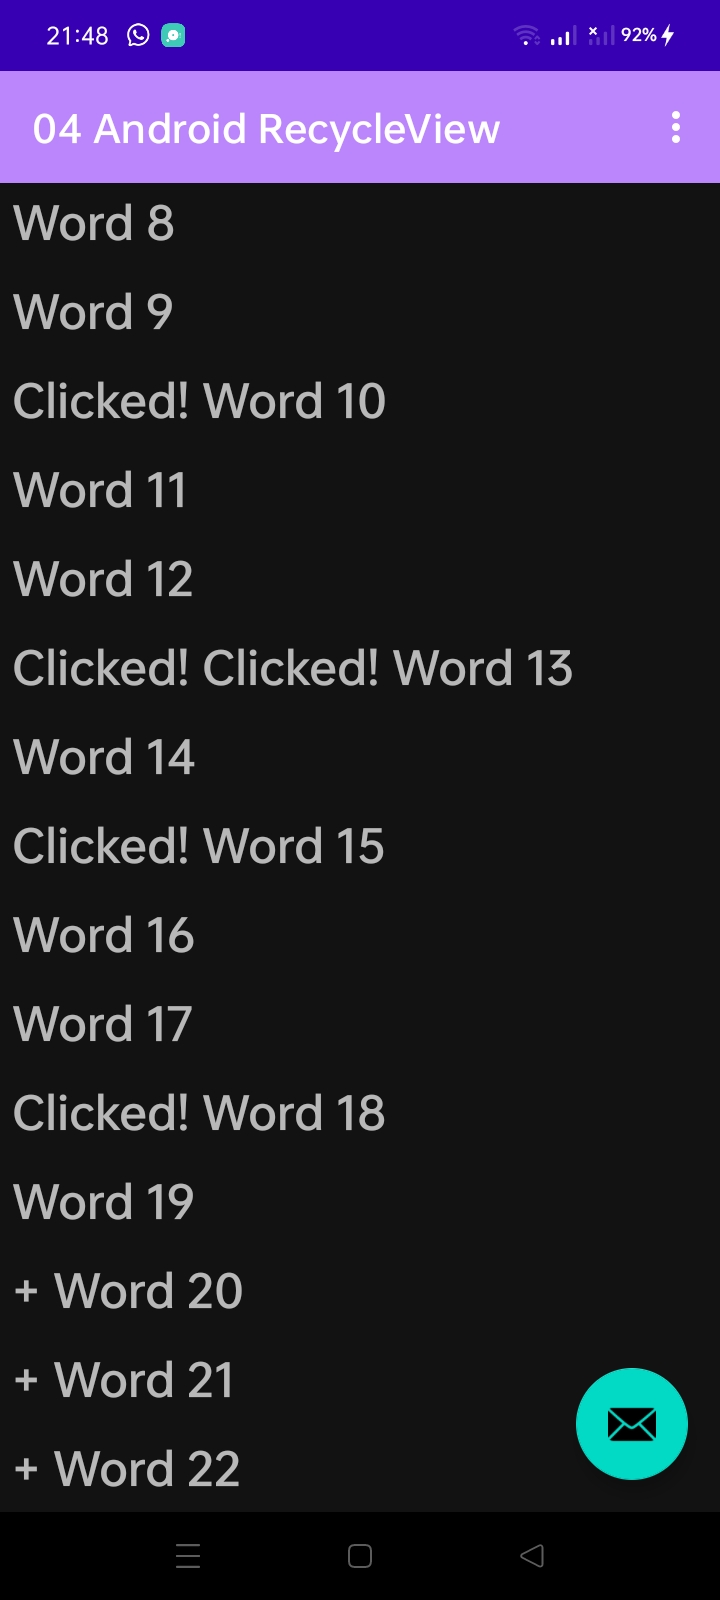 21:48 92%
04 Android RecycleView
Word 8
Word 9
Clicked! Word 10
Word 11
Word 12
Clicked! Clicked! Word 13
Word 14
Clicked! Word 15
Word 16
Word 17
Clicked! Word 18
Word 19
+ Word 20
+ Word 21
+ Word 22